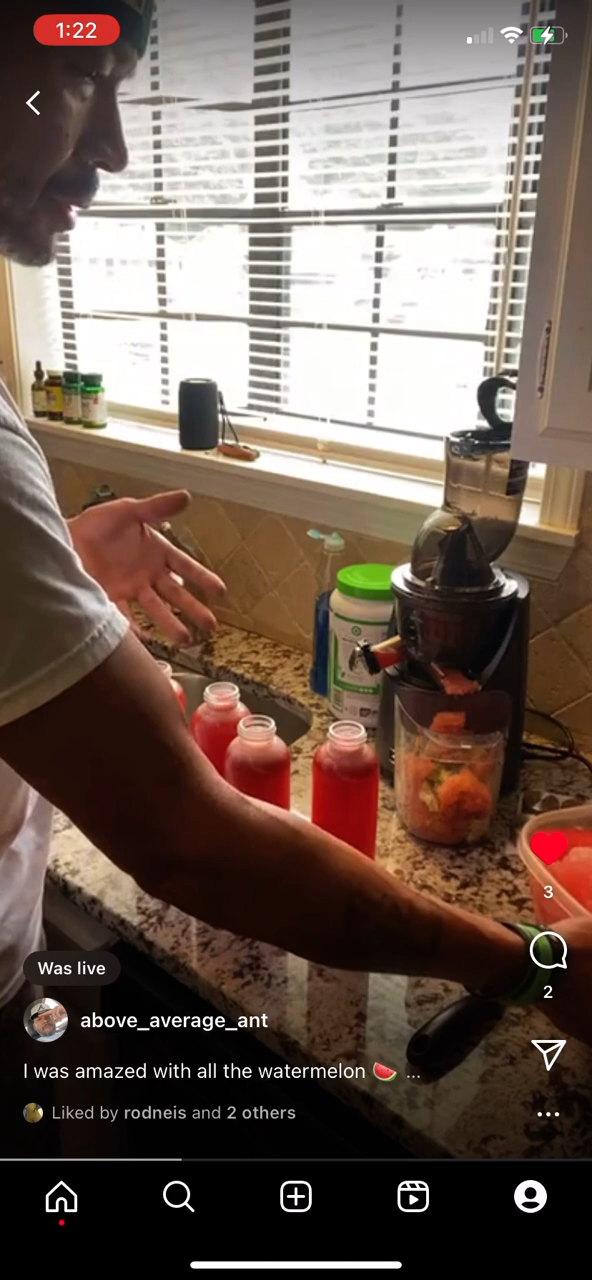 1:22
Was live
above_average_ant
I was amazed with all the watermelon 🍉 ...
Liked by rodneis and 2 others
3
2